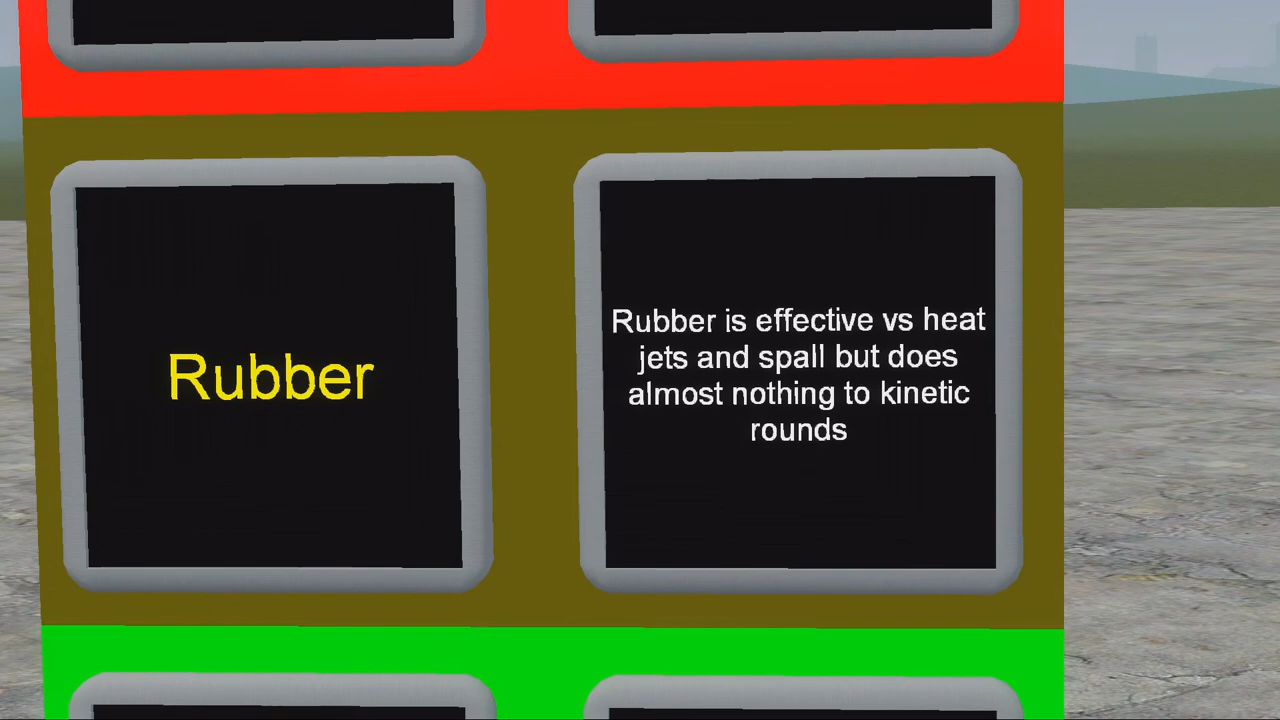 Rubber
Rubber is effective vs heat
jets and spall but does
almost nothing to kinetic
rounds